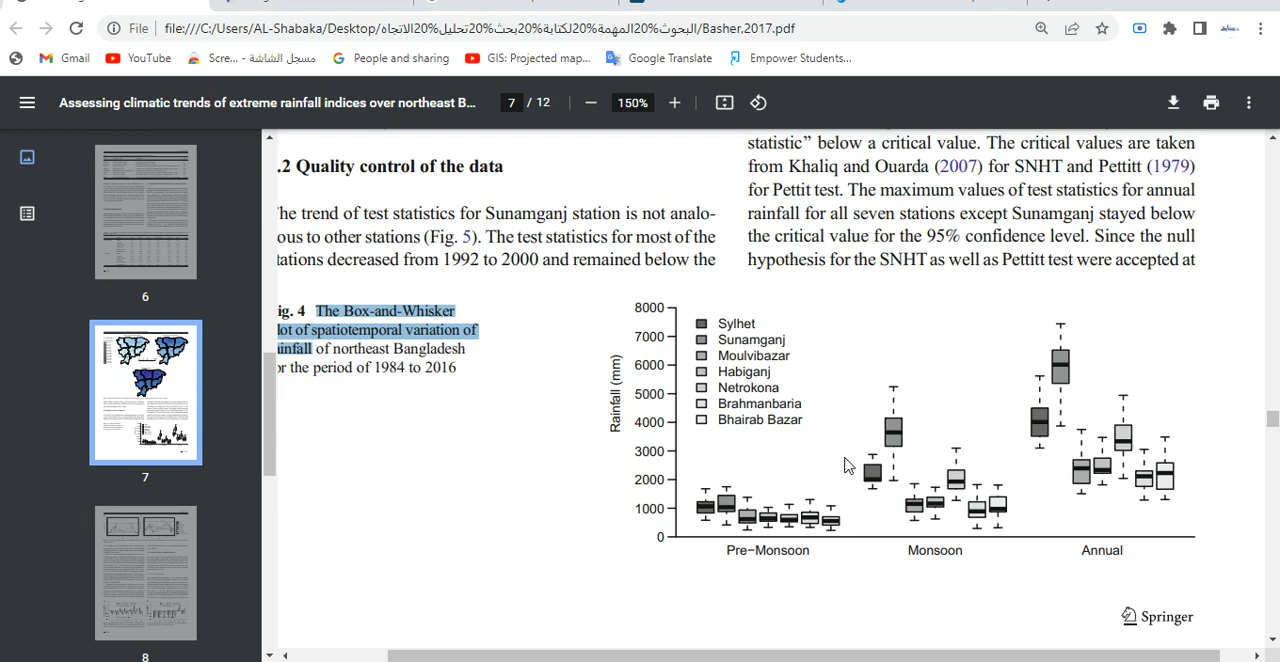 File file:///C:/Users/AL-Shabaka/Desktop/البحوث%20المهمة%20لكتابة%20بحث%20تحليل%20الاتجاه/Basher,2017.pdf
Gmail YouTube Scre... - مسجل الشاشة People and sharing GIS: Projected map... Google Translate Empower Students...
Assessing climatic trends of extreme rainfall indices over northeast B... 7 / 12 150%
6
7
8
.2 Quality control of the data
he trend of test statistics for Sunamganj station is not analo-
ous to other stations (Fig. 5). The test statistics for most of the
tations decreased from 1992 to 2000 and remained below the
statistic” below a critical value. The critical values are taken
from Khaliq and Ouarda (2007) for SNHT and Pettitt (1979)
for Pettit test. The maximum values of test statistics for annual
rainfall for all seven stations except Sunamganj stayed below
the critical value for the 95% confidence level. Since the null
hypothesis for the SNHT as well as Pettitt test were accepted at
ig. 4 The Box-and-Whisker
lot of spatiotemporal variation of
infall of northeast Bangladesh
r the period of 1984 to 2016
Rainfall (mm)
8000
7000
6000
5000
4000
3000
2000
1000
0
Sylhet
Sunamganj
Moulvibazar
Habiganj
Netrokona
Brahmanbaria
Bhairab Bazar
Pre−Monsoon Monsoon Annual
Springer